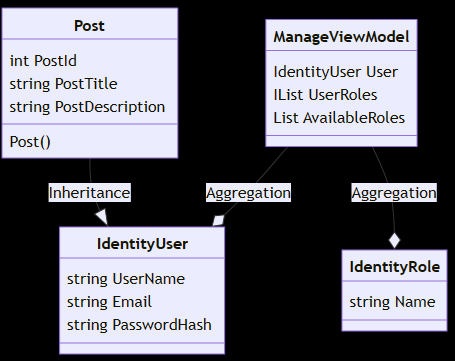 Post
int PostId
string PostTitle
string PostDescription
Post()
ManageViewModel
IdentityUser User
IList UserRoles
List AvailableRoles
Inheritance
Aggregation
Aggregation
IdentityUser
string UserName
string Email
string PasswordHash
IdentityRole
string Name